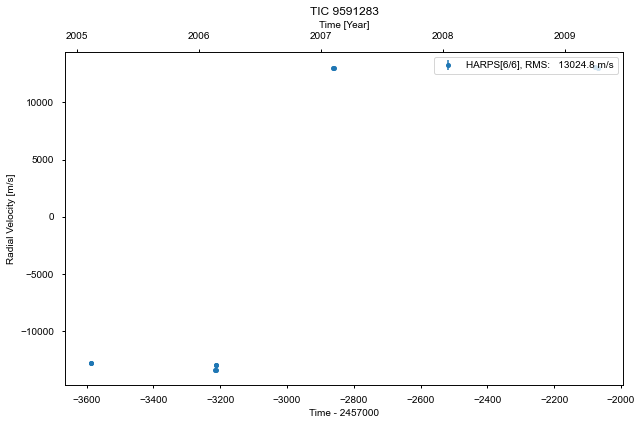 TIC 9591283
Time [Year]
2005 2006 2007 2008 2009
HARPS[6/6], RMS: 13024.8 m/s
10000
5000
0
−5000
−10000
Radial Velocity [m/s]
−3600 −3400 −3200 −3000 −2800 −2600 −2400 −2200 −2000
Time - 2457000